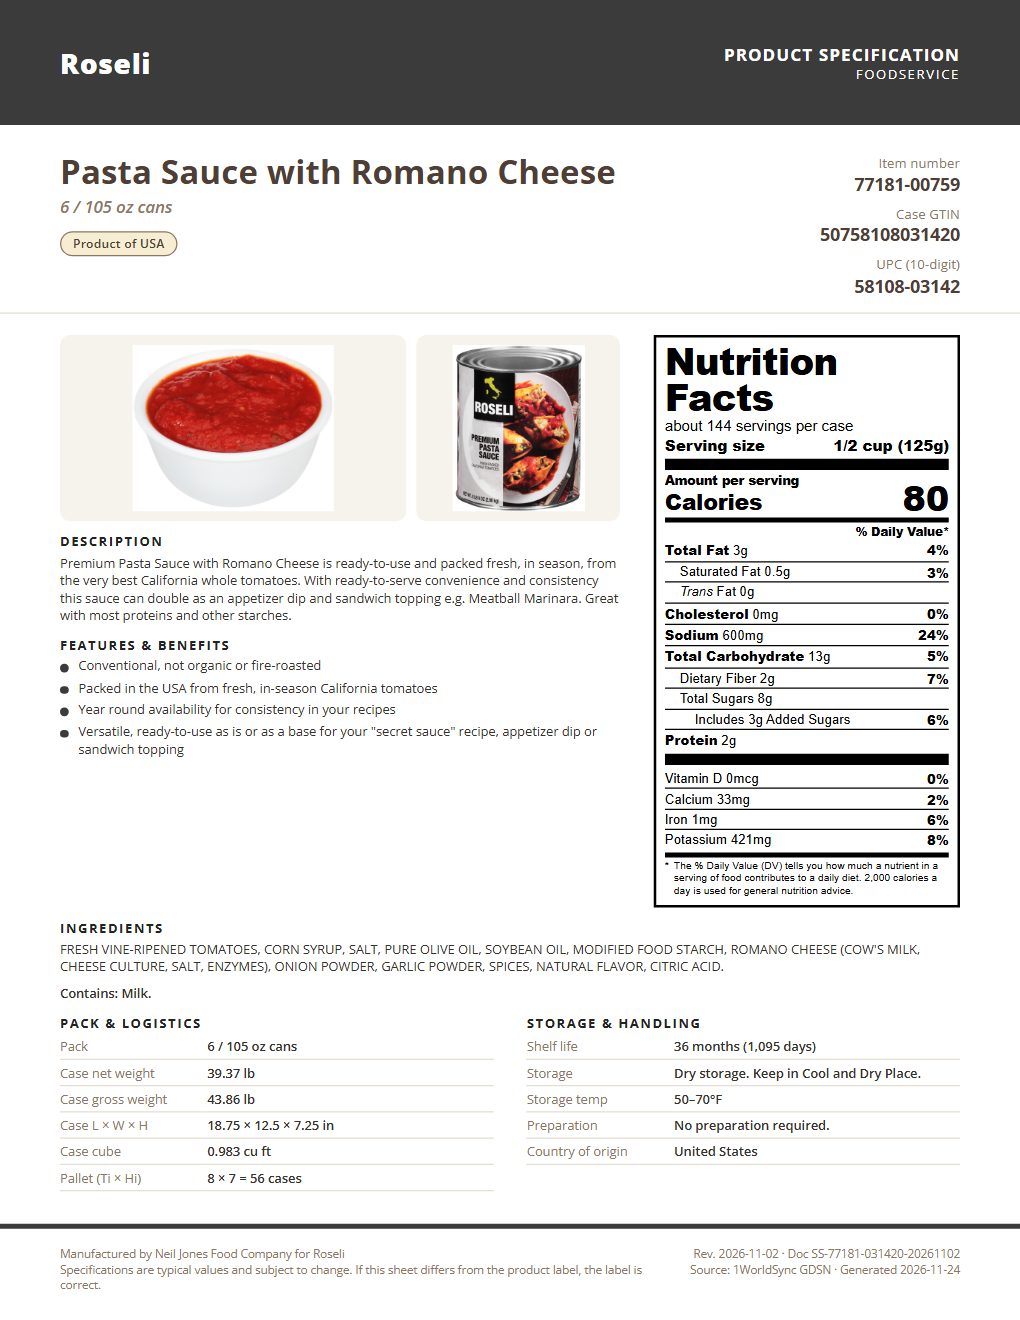 Roseli
PRODUCT SPECIFICATION
FOODSERVICE
Pasta Sauce with Romano Cheese
6 / 105 oz cans
Product of USA
Item number
77181-00759
Case GTIN
50758108031420
UPC (10-digit)
58108-03142
ROSELI
PREMIUM
PASTA
SAUCE
DESCRIPTION
Premium Pasta Sauce with Romano Cheese is ready-to-use and packed fresh, in season, from
the very best California whole tomatoes. With ready-to-serve convenience and consistency
this sauce can double as an appetizer dip and sandwich topping e.g. Meatball Marinara. Great
with most proteins and other starches.
FEATURES & BENEFITS
Conventional, not organic or fire-roasted
Packed in the USA from fresh, in-season California tomatoes
Year round availability for consistency in your recipes
Versatile, ready-to-use as is or as a base for your "secret sauce" recipe, appetizer dip or
sandwich topping
Nutrition
Facts
about 144 servings per case
Serving size 1/2 cup (125g)
Amount per serving
Calories 80
% Daily Value*
Total Fat 3g 4%
Saturated Fat 0.5g 3%
Trans Fat 0g
Cholesterol 0mg 0%
Sodium 600mg 24%
Total Carbohydrate 13g 5%
Dietary Fiber 2g 7%
Total Sugars 8g
Includes 3g Added Sugars 6%
Protein 2g
Vitamin D 0mcg 0%
Calcium 33mg 2%
Iron 1mg 6%
Potassium 421mg 8%
* The % Daily Value (DV) tells you how much a nutrient in a
serving of food contributes to a daily diet. 2,000 calories a
day is used for general nutrition advice.
INGREDIENTS
FRESH VINE-RIPENED TOMATOES, CORN SYRUP, SALT, PURE OLIVE OIL, SOYBEAN OIL, MODIFIED FOOD STARCH, ROMANO CHEESE (COW'S MILK,
CHEESE CULTURE, SALT, ENZYMES), ONION POWDER, GARLIC POWDER, SPICES, NATURAL FLAVOR, CITRIC ACID.
Contains: Milk.
PACK & LOGISTICS
Pack 6 / 105 oz cans
Case net weight 39.37 lb
Case gross weight 43.86 lb
Case L × W × H 18.75 × 12.5 × 7.25 in
Case cube 0.983 cu ft
Pallet (Ti × Hi) 8 × 7 = 56 cases
STORAGE & HANDLING
Shelf life 36 months (1,095 days)
Storage Dry storage. Keep in Cool and Dry Place.
Storage temp 50–70°F
Preparation No preparation required.
Country of origin United States
Manufactured by Neil Jones Food Company for Roseli
Specifications are typical values and subject to change. If this sheet differs from the product label, the label is
correct.
Rev. 2026-11-02 · Doc SS-77181-031420-20261102
Source: 1WorldSync GDSN · Generated 2026-11-24